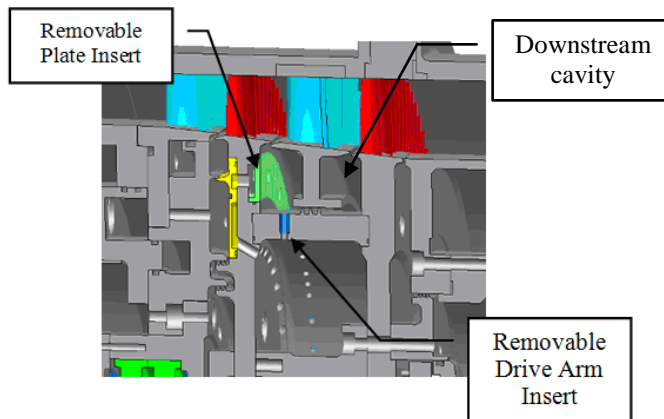 Removable
Plate Insert
Downstream
cavity
Removable
Drive Arm
Insert